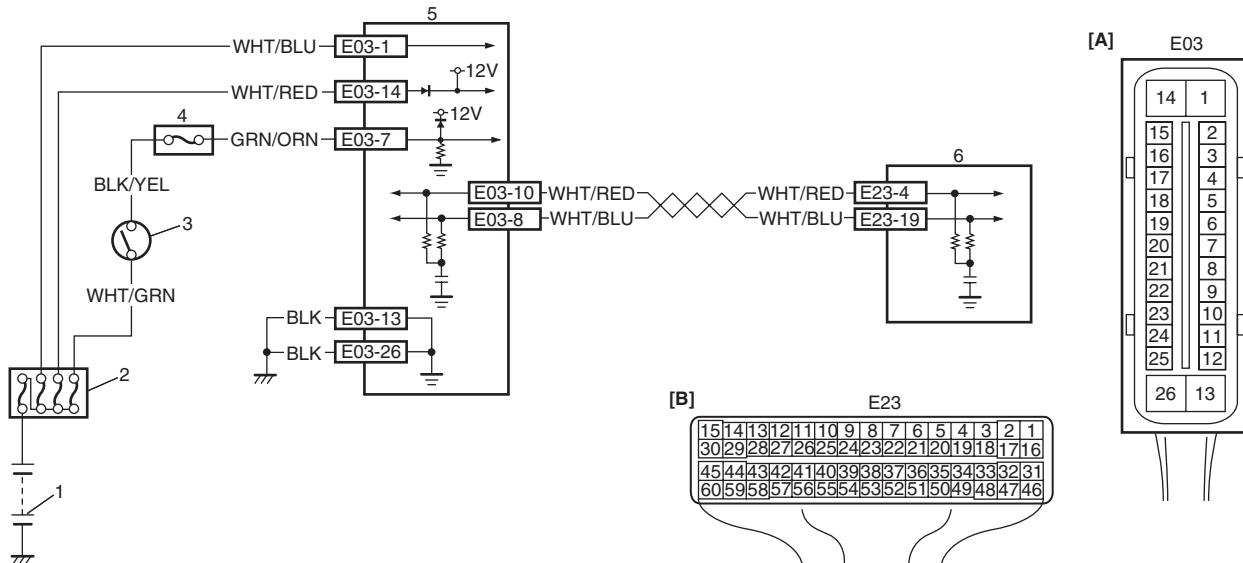 5
WHT/BLU E03-1
12V
WHT/RED E03-14
12V
4
GRN/ORN E03-7
BLK/YEL
3
WHT/GRN
6
E03-10 WHT/RED WHT/RED E23-4
E03-8 WHT/BLU WHT/BLU E23-19
BLK E03-13
BLK E03-26
2
1
[A] E03
14 1
15 2
16 3
17 4
18 5
19 6
20 7
21 8
22 9
23 10
24 11
25 12
26 13
[B] E23
15 14 13 12 11 10 9 8 7 6 5 4 3 2 1
30 29 28 27 26 25 24 23 22 21 20 19 18 17 16
45 44 43 42 41 40 39 38 37 36 35 34 33 32 31
60 59 58 57 56 55 54 53 52 51 50 49 48 47 46